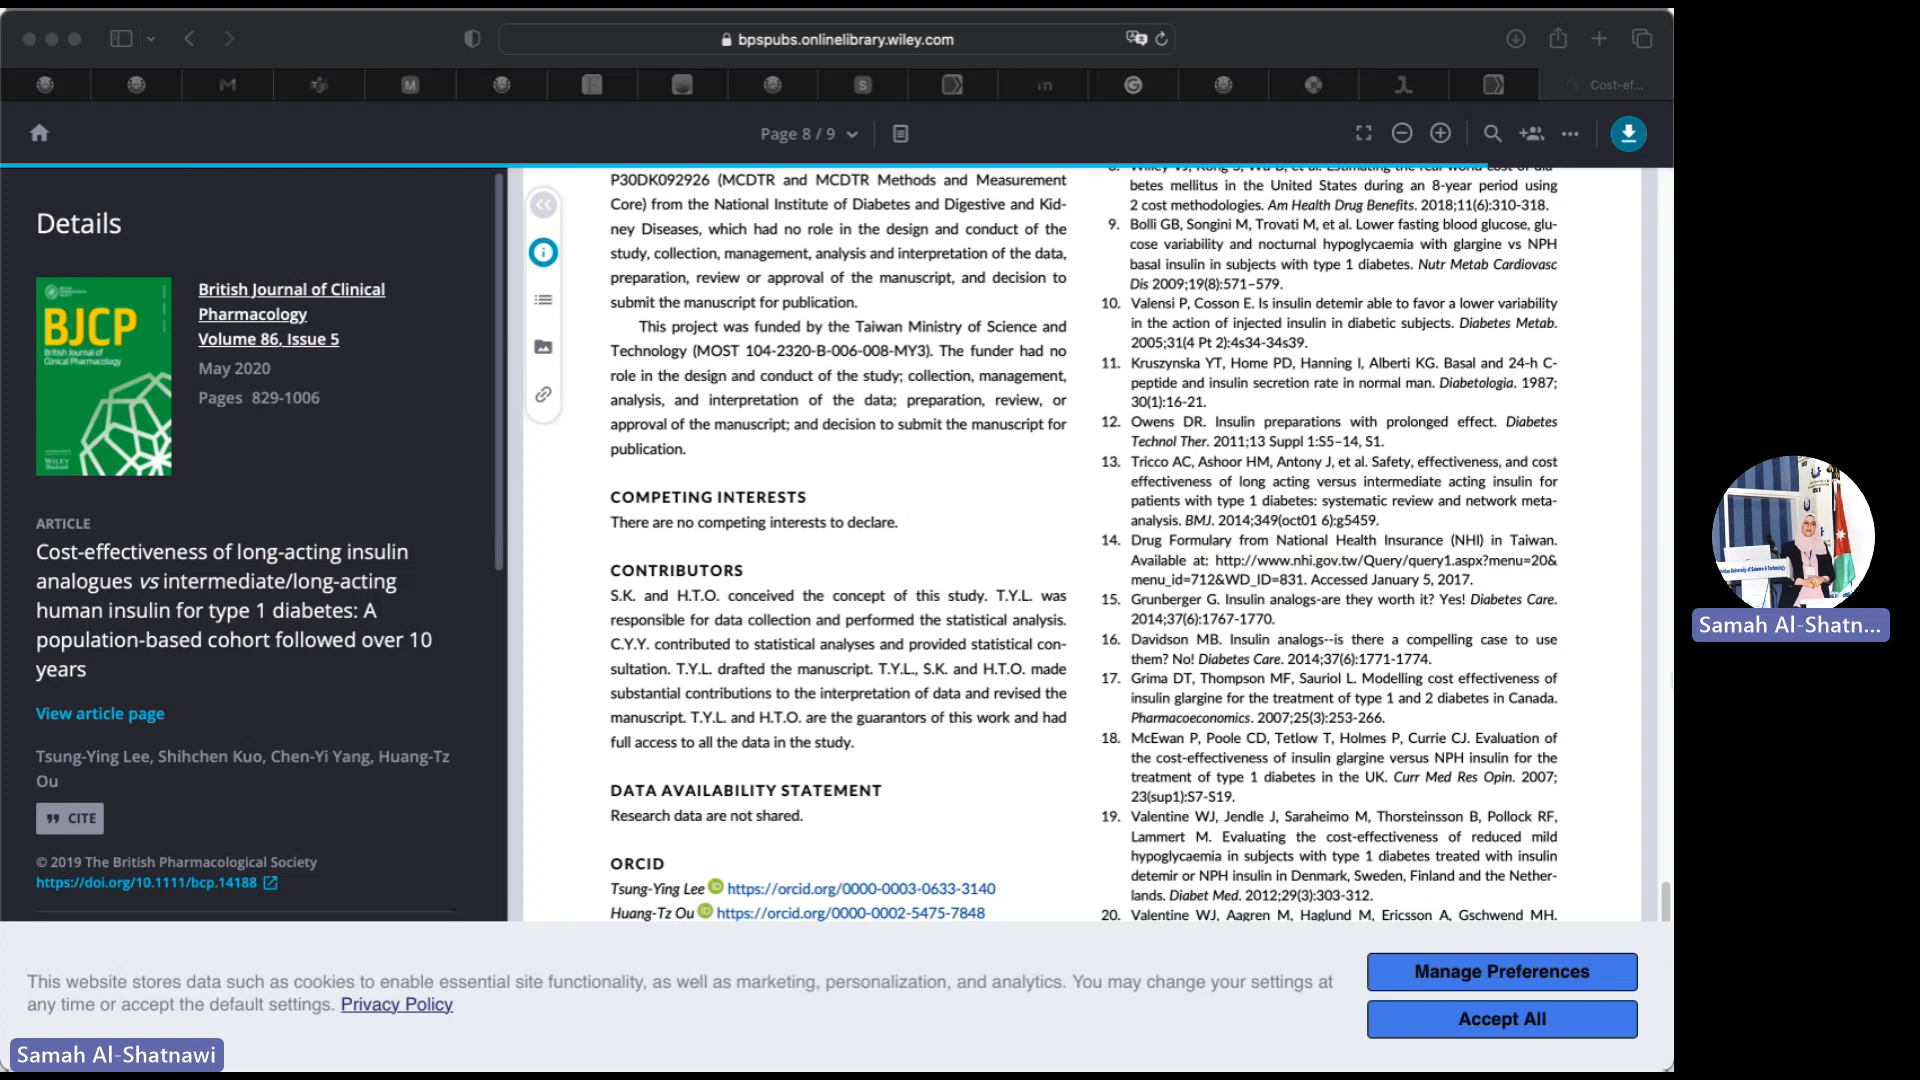 bpspubs.onlinelibrary.wiley.com
Cost-ef...
Page 8 / 9
Details
BJCP
British Journal of
Clinical Pharmacology
WILEY
British Journal of Clinical
Pharmacology
Volume 86, Issue 5
May 2020
Pages 829-1006
ARTICLE
Cost-effectiveness of long-acting insulin
analogues vs intermediate/long-acting
human insulin for type 1 diabetes: A
population-based cohort followed over 10
years
View article page
Tsung-Ying Lee, Shihchen Kuo, Chen-Yi Yang, Huang-Tz
Ou
CITE
© 2019 The British Pharmacological Society
https://doi.org/10.1111/bcp.14188
P30DK092926 (MCDTR and MCDTR Methods and Measurement
Core) from the National Institute of Diabetes and Digestive and Kid-
ney Diseases, which had no role in the design and conduct of the
study, collection, management, analysis and interpretation of the data,
preparation, review or approval of the manuscript, and decision to
submit the manuscript for publication.
This project was funded by the Taiwan Ministry of Science and
Technology (MOST 104-2320-B-006-008-MY3). The funder had no
role in the design and conduct of the study; collection, management,
analysis, and interpretation of the data; preparation, review, or
approval of the manuscript; and decision to submit the manuscript for
publication.
COMPETING INTERESTS
There are no competing interests to declare.
CONTRIBUTORS
S.K. and H.T.O. conceived the concept of this study. T.Y.L. was
responsible for data collection and performed the statistical analysis.
C.Y.Y. contributed to statistical analyses and provided statistical con-
sultation. T.Y.L. drafted the manuscript. T.Y.L., S.K. and H.T.O. made
substantial contributions to the interpretation of data and revised the
manuscript. T.Y.L. and H.T.O. are the guarantors of this work and had
full access to all the data in the study.
DATA AVAILABILITY STATEMENT
Research data are not shared.
ORCID
Tsung-Ying Lee https://orcid.org/0000-0003-0633-3140
Huang-Tz Ou https://orcid.org/0000-0002-5475-7848
8. Willey VJ, Kong S, Wu B, et al. Estimating the real-world cost of dia-
betes mellitus in the United States during an 8-year period using
2 cost methodologies. Am Health Drug Benefits. 2018;11(6):310-318.
9. Bolli GB, Songini M, Trovati M, et al. Lower fasting blood glucose, glu-
cose variability and nocturnal hypoglycaemia with glargine vs NPH
basal insulin in subjects with type 1 diabetes. Nutr Metab Cardiovasc
Dis 2009;19(8):571–579.
10. Valensi P, Cosson E. Is insulin detemir able to favor a lower variability
in the action of injected insulin in diabetic subjects. Diabetes Metab.
2005;31(4 Pt 2):4s34-34s39.
11. Kruszynska YT, Home PD, Hanning I, Alberti KG. Basal and 24-h C-
peptide and insulin secretion rate in normal man. Diabetologia. 1987;
30(1):16-21.
12. Owens DR. Insulin preparations with prolonged effect. Diabetes
Technol Ther. 2011;13 Suppl 1:S5–14, S1.
13. Tricco AC, Ashoor HM, Antony J, et al. Safety, effectiveness, and cost
effectiveness of long acting versus intermediate acting insulin for
patients with type 1 diabetes: systematic review and network meta-
analysis. BMJ. 2014;349(oct01 6):g5459.
14. Drug Formulary from National Health Insurance (NHI) in Taiwan.
Available at: http://www.nhi.gov.tw/Query/query1.aspx?menu=20&
menu_id=712&WD_ID=831. Accessed January 5, 2017.
15. Grunberger G. Insulin analogs-are they worth it? Yes! Diabetes Care.
2014;37(6):1767-1770.
16. Davidson MB. Insulin analogs--is there a compelling case to use
them? No! Diabetes Care. 2014;37(6):1771-1774.
17. Grima DT, Thompson MF, Sauriol L. Modelling cost effectiveness of
insulin glargine for the treatment of type 1 and 2 diabetes in Canada.
Pharmacoeconomics. 2007;25(3):253-266.
18. McEwan P, Poole CD, Tetlow T, Holmes P, Currie CJ. Evaluation of
the cost-effectiveness of insulin glargine versus NPH insulin for the
treatment of type 1 diabetes in the UK. Curr Med Res Opin. 2007;
23(sup1):S7-S19.
19. Valentine WJ, Jendle J, Saraheimo M, Thorsteinsson B, Pollock RF,
Lammert M. Evaluating the cost-effectiveness of reduced mild
hypoglycaemia in subjects with type 1 diabetes treated with insulin
detemir or NPH insulin in Denmark, Sweden, Finland and the Nether-
lands. Diabet Med. 2012;29(3):303-312.
20. Valentine WJ, Aagren M, Haglund M, Ericsson A, Gschwend MH.
This website stores data such as cookies to enable essential site functionality, as well as marketing, personalization, and analytics. You may change your settings at
any time or accept the default settings. Privacy Policy
Manage Preferences
Accept All
Samah Al-Shatnawi
Samah Al-Shatn...